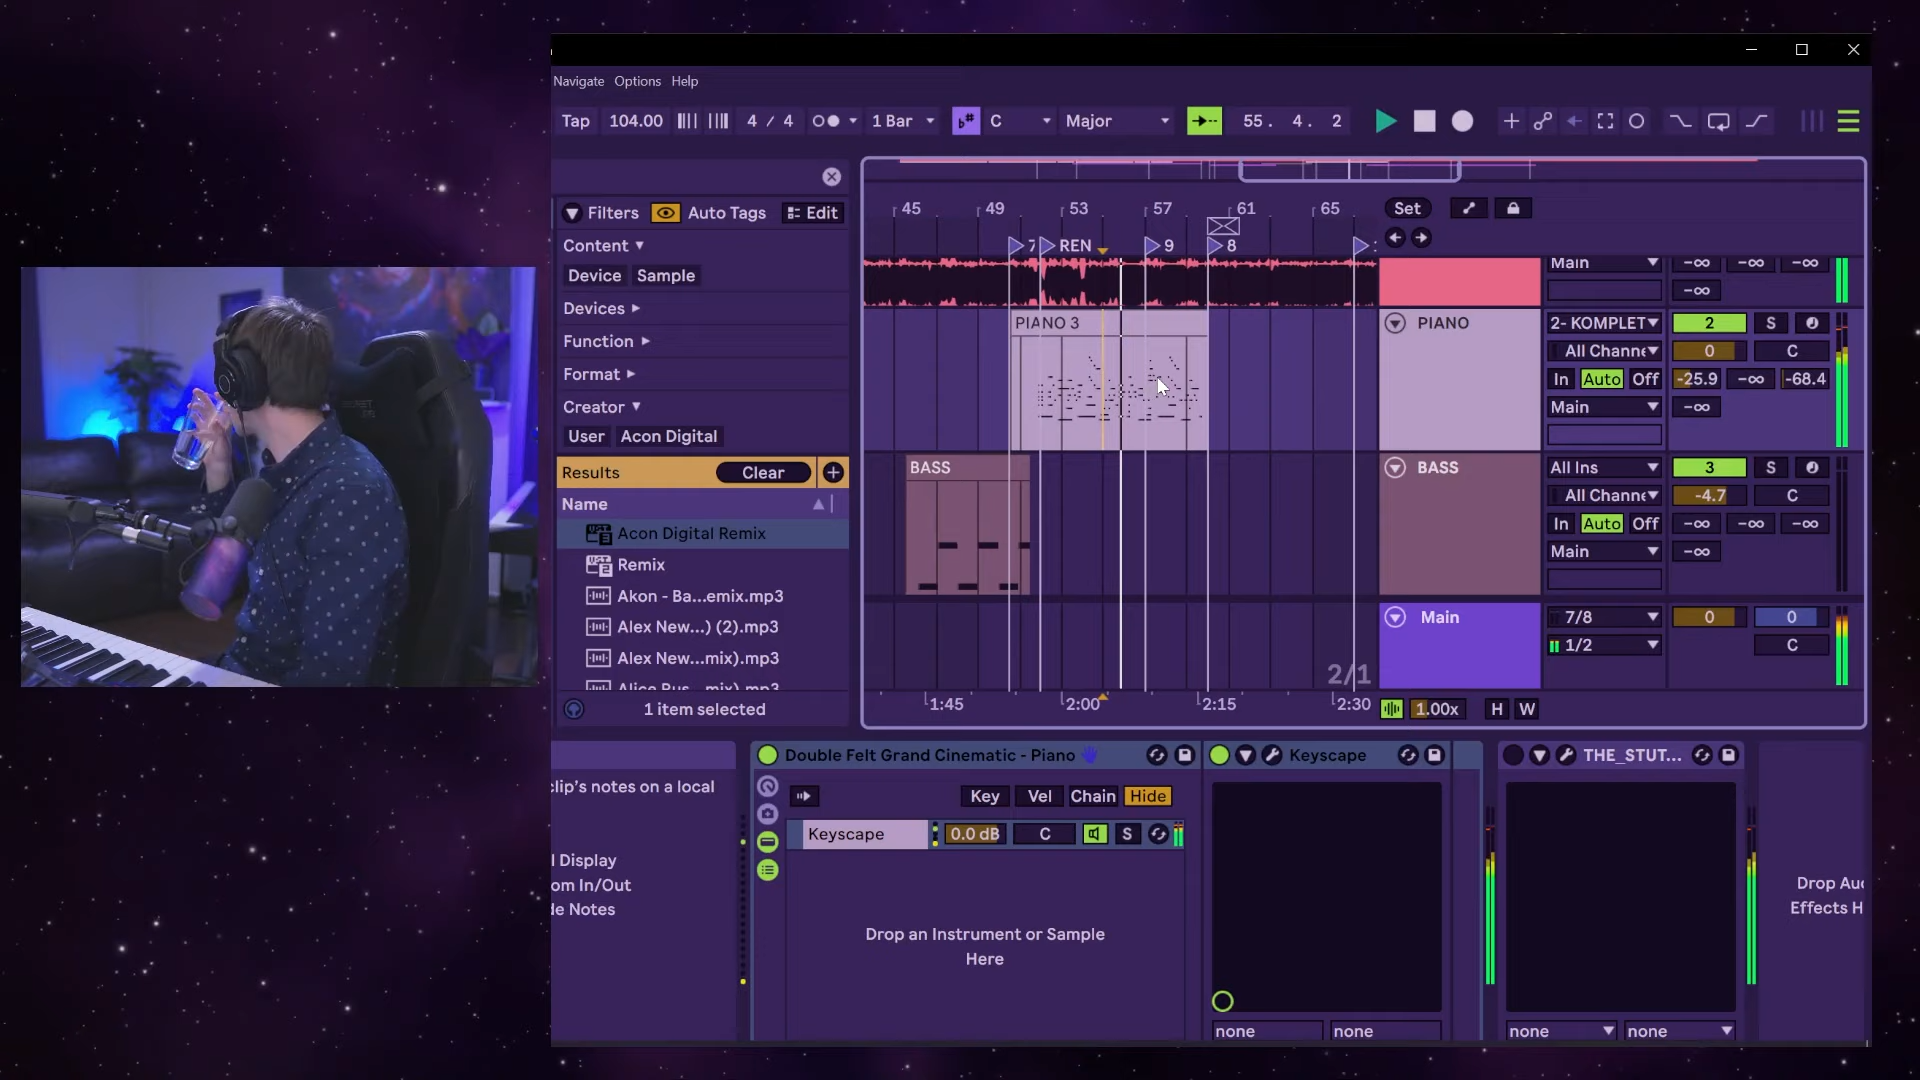 Navigate Options Help
Tap 104.00 4 / 4 1 Bar C Major 55. 4. 2
Filters Auto Tags Edit
Content
Device Sample
Devices
Function
Format
Creator
User Acon Digital
Results Clear
Name
Acon Digital Remix
Remix
Akon - Ba...emix.mp3
Alex New...) (2).mp3
Alex New...mix).mp3
Alice Rus...mix).mp3
1 item selected
45 49 53 57 61 65
7 REN 9 8
Set
PIANO 3
BASS
2/1
1:45 2:00 2:15 2:30
1.00x H W
Main -∞ -∞ -∞
-∞
PIANO 2- KOMPLET 2 S
All Channe 0 C
In Auto Off -25.9 -∞ -68.4
Main -∞
BASS All Ins 3 S
All Channe -4.7 C
In Auto Off -∞ -∞ -∞
Main -∞
Main 7/8 0 0
1/2 C
clip's notes on a local
l Display
om In/Out
le Notes
Double Felt Grand Cinematic - Piano
Key Vel Chain Hide
Keyscape 0.0 dB C S
Drop an Instrument or Sample
Here
Keyscape
none none
THE_STUT...
none none
Drop Au
Effects H